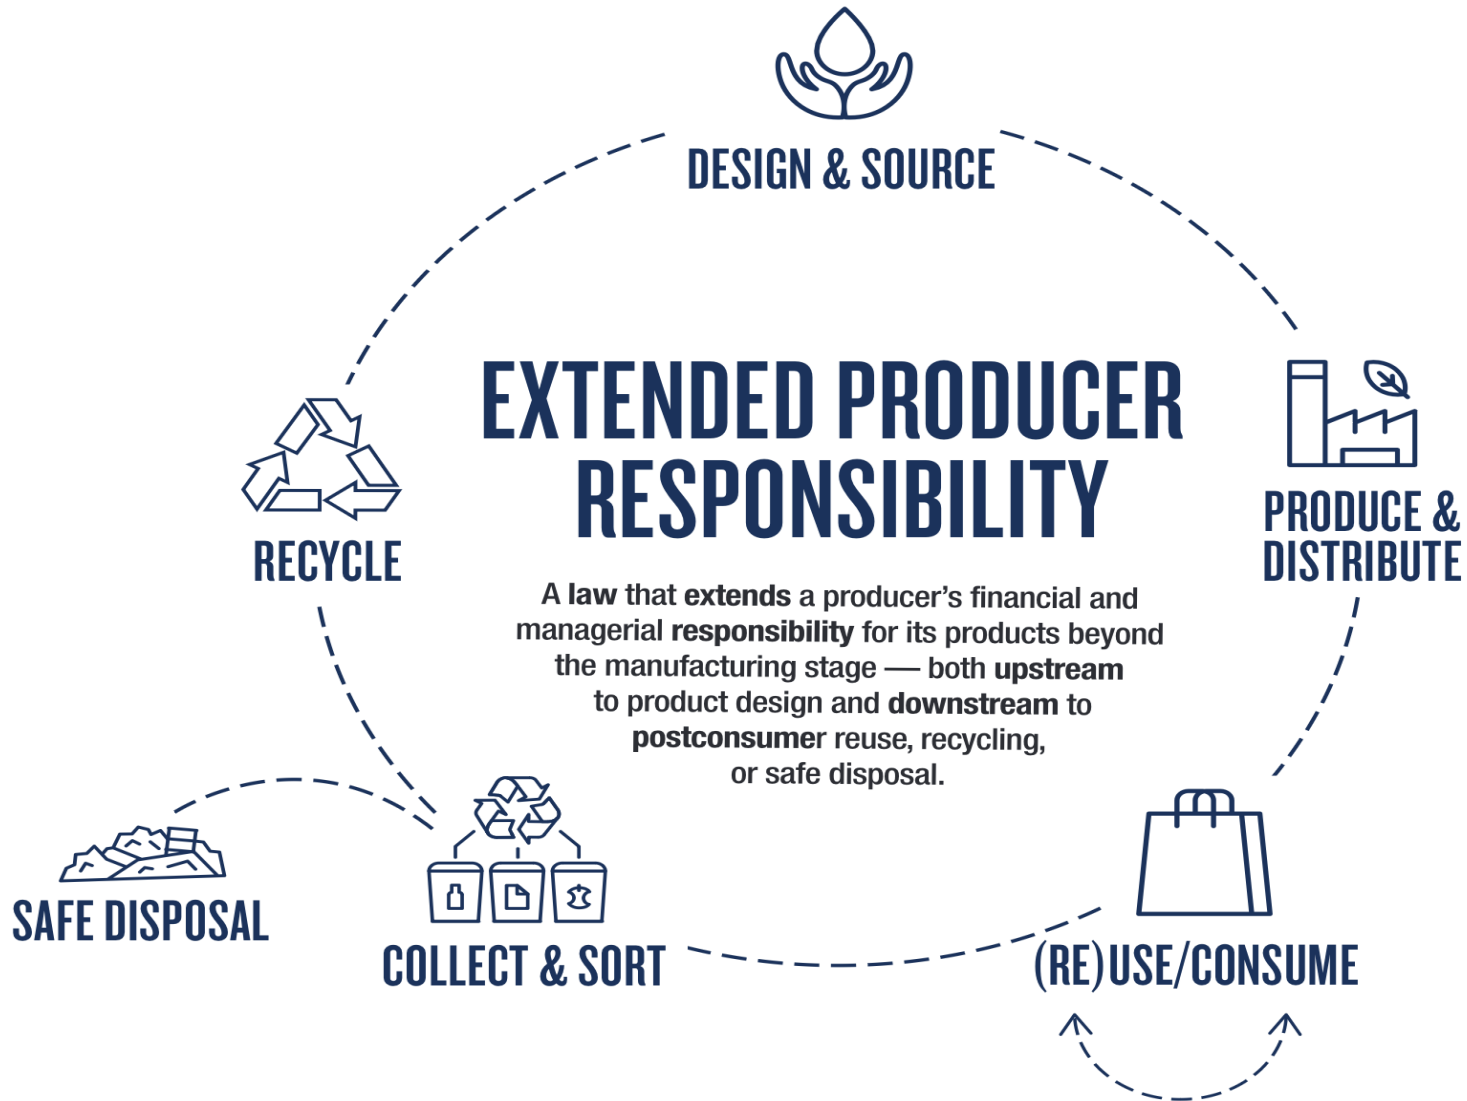 DESIGN & SOURCE
EXTENDED PRODUCER
RESPONSIBILITY
A law that extends a producer’s financial and
managerial responsibility for its products beyond
the manufacturing stage — both upstream
to product design and downstream to
postconsumer reuse, recycling,
or safe disposal.
PRODUCE &
DISTRIBUTE
(RE)USE/CONSUME
COLLECT & SORT
SAFE DISPOSAL
RECYCLE